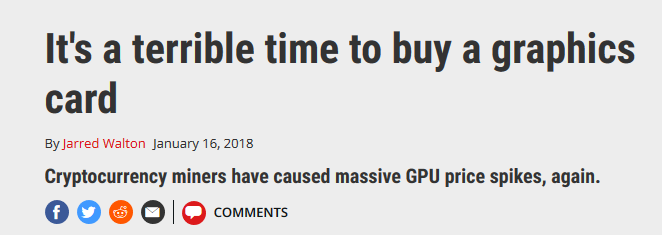 It's a terrible time to buy a graphics
card
By Jarred Walton January 16, 2018
Cryptocurrency miners have caused massive GPU price spikes, again.
f COMMENTS